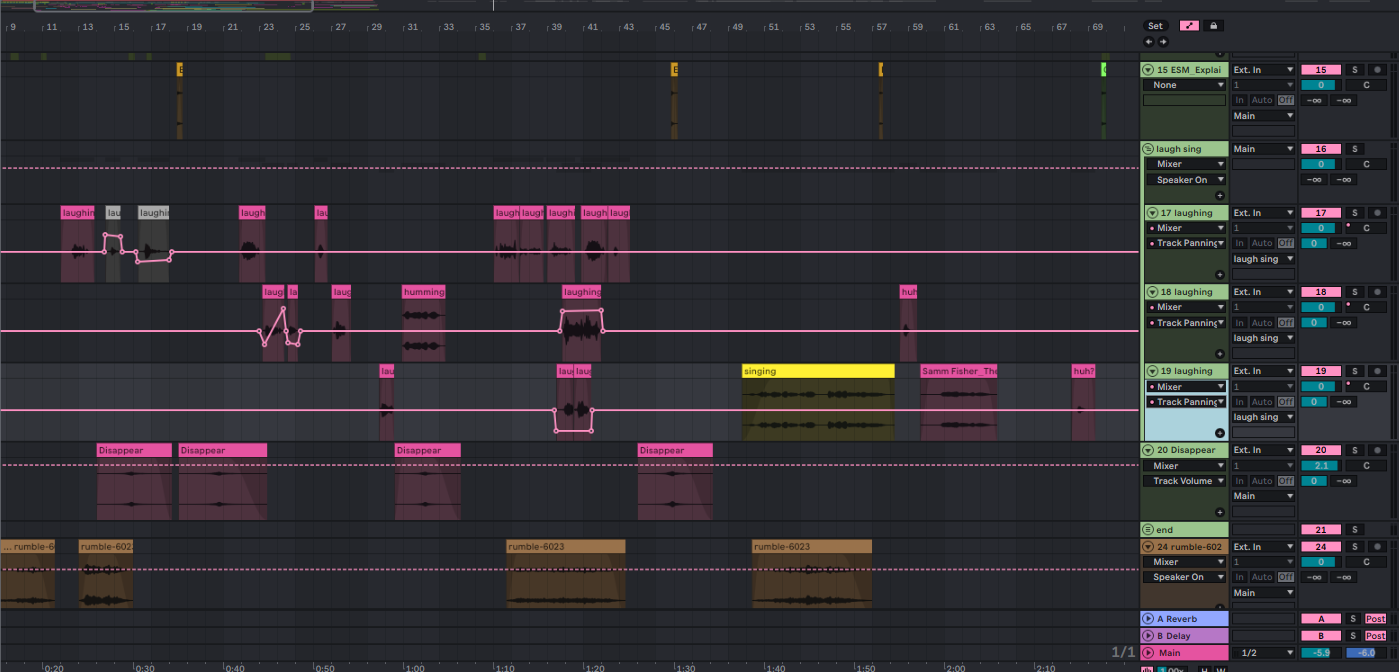 9 11 13 15 17 19 21 23 25 27 29 31 33 35 37 39 41 43 45 47 49 51 53 55 57 59 61 63 65 67 69 Set
E E
15 ESM_Explai Ext. In 15 S
None 1 0 C
In Auto Off -∞ -∞
Main
laugh sing Main 16 S
Mixer 0 C
Speaker On -∞ -∞
laughin lau laughin laugh lau laugh laugh laugh laugh laugh 17 laughing Ext. In 17 S
Mixer 1 0 C
Track Panning In Auto Off 0 -∞
laugh sing
laugh la laug humming laughing huh 18 laughing Ext. In 18 S
Mixer 1 0 C
Track Panning In Auto Off 0 -∞
laugh sing
lau lau laug singing Samm Fisher_The huh? 19 laughing Ext. In 19 S
Mixer 1 0 C
Track Panning In Auto Off 0 -∞
laugh sing
Disappear Disappear Disappear Disappear 20 Disappear Ext. In 20 S
Mixer 1 2.1 C
Track Volume In Auto Off 0 -∞
Main
end 21 S
... rumble-60 rumble-602 rumble-6023 rumble-6023 24 rumble-602 Ext. In 24 S
Mixer 1 0 C
Speaker On In Auto Off -∞ -∞
Main
A Reverb A S Post
B Delay B S Post
1/1 Main 1/2 -5.9 -6.0
0:20 0:30 0:40 0:50 1:00 1:10 1:20 1:30 1:40 1:50 2:00 2:10 H W